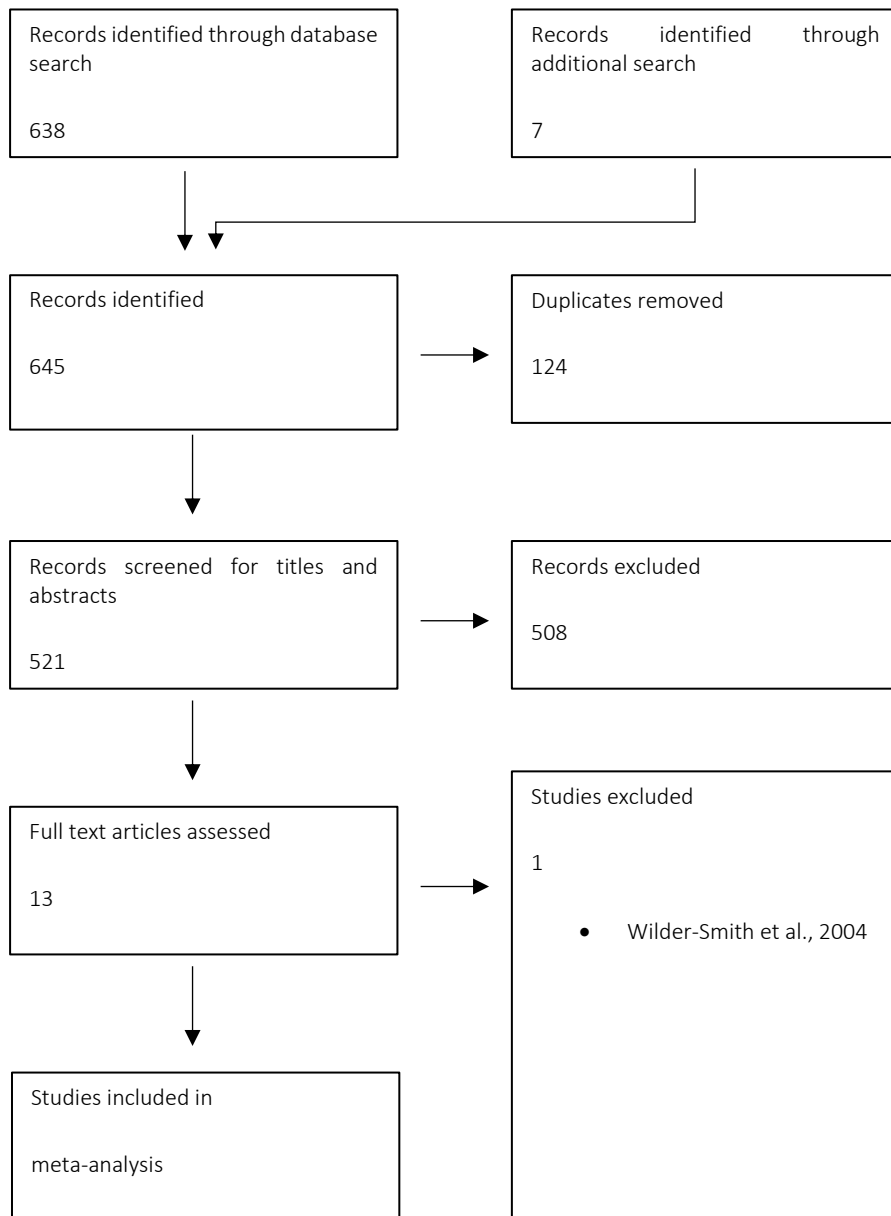 Records identified through database
search
638
Records identified through
additional search
7
Records identified
645
Duplicates removed
124
Records screened for titles and
abstracts
521
Records excluded
508
Full text articles assessed
13
Studies excluded
1
• Wilder-Smith et al., 2004
Studies included in
meta-analysis